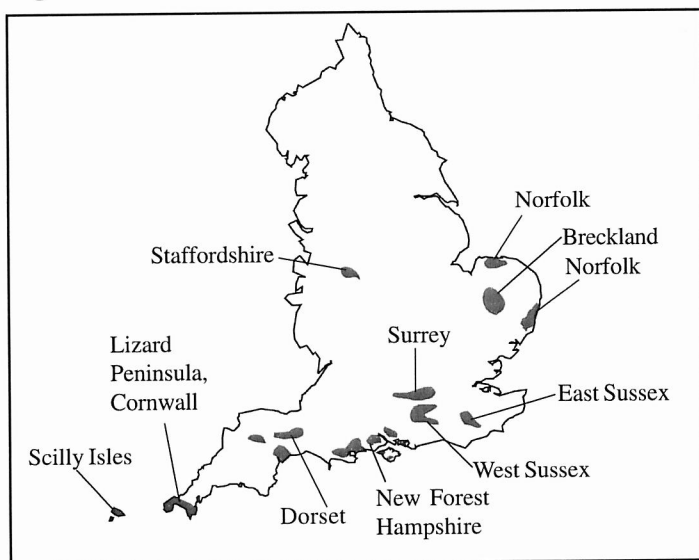 Norfolk
Breckland
Norfolk
Staffordshire
Surrey
Lizard
Peninsula,
Cornwall
East Sussex
Scilly Isles
West Sussex
New Forest
Hampshire
Dorset